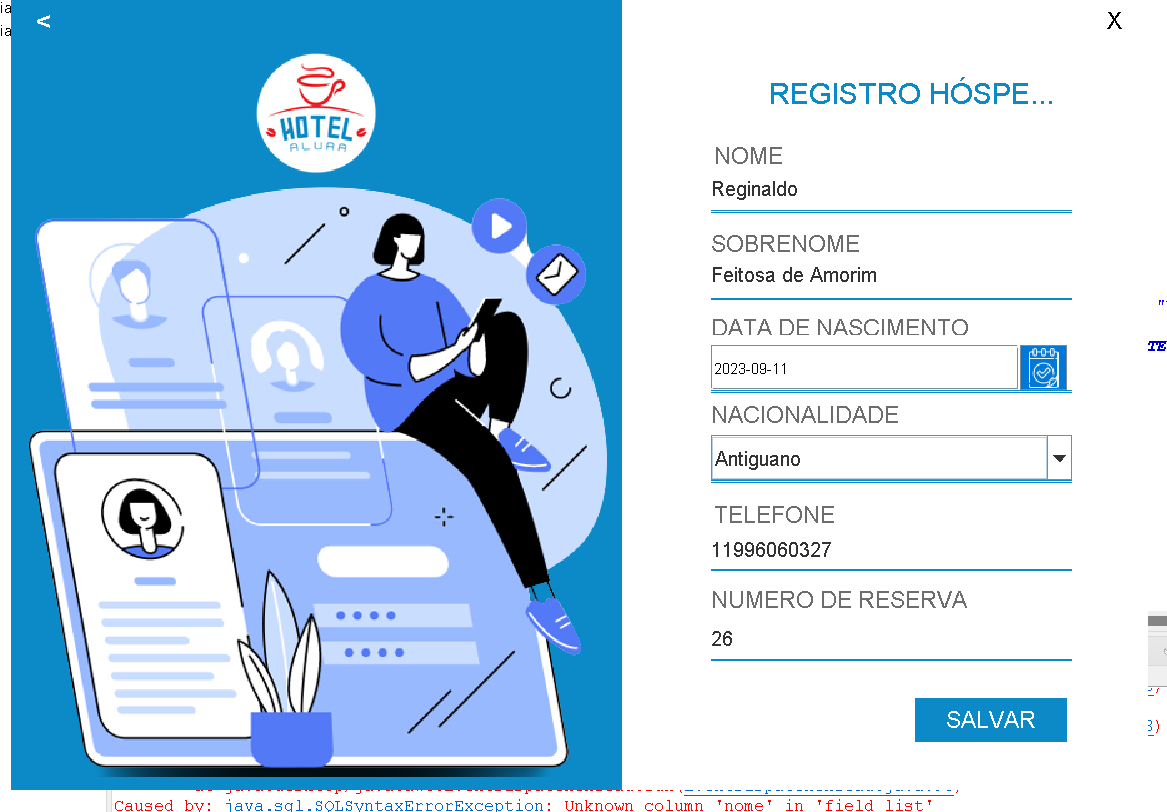 ia
<
X
ia
HOTEL
ALURA
REGISTRO HÓSPE...
NOME
Reginaldo
SOBRENOME
Feitosa de Amorim
DATA DE NASCIMENTO
2023-09-11
NACIONALIDADE
Antiguano
TELEFONE
11996060327
NUMERO DE RESERVA
26
SALVAR
Caused by: java.sql.SQLSyntaxErrorException: Unknown column 'nome' in 'field list'